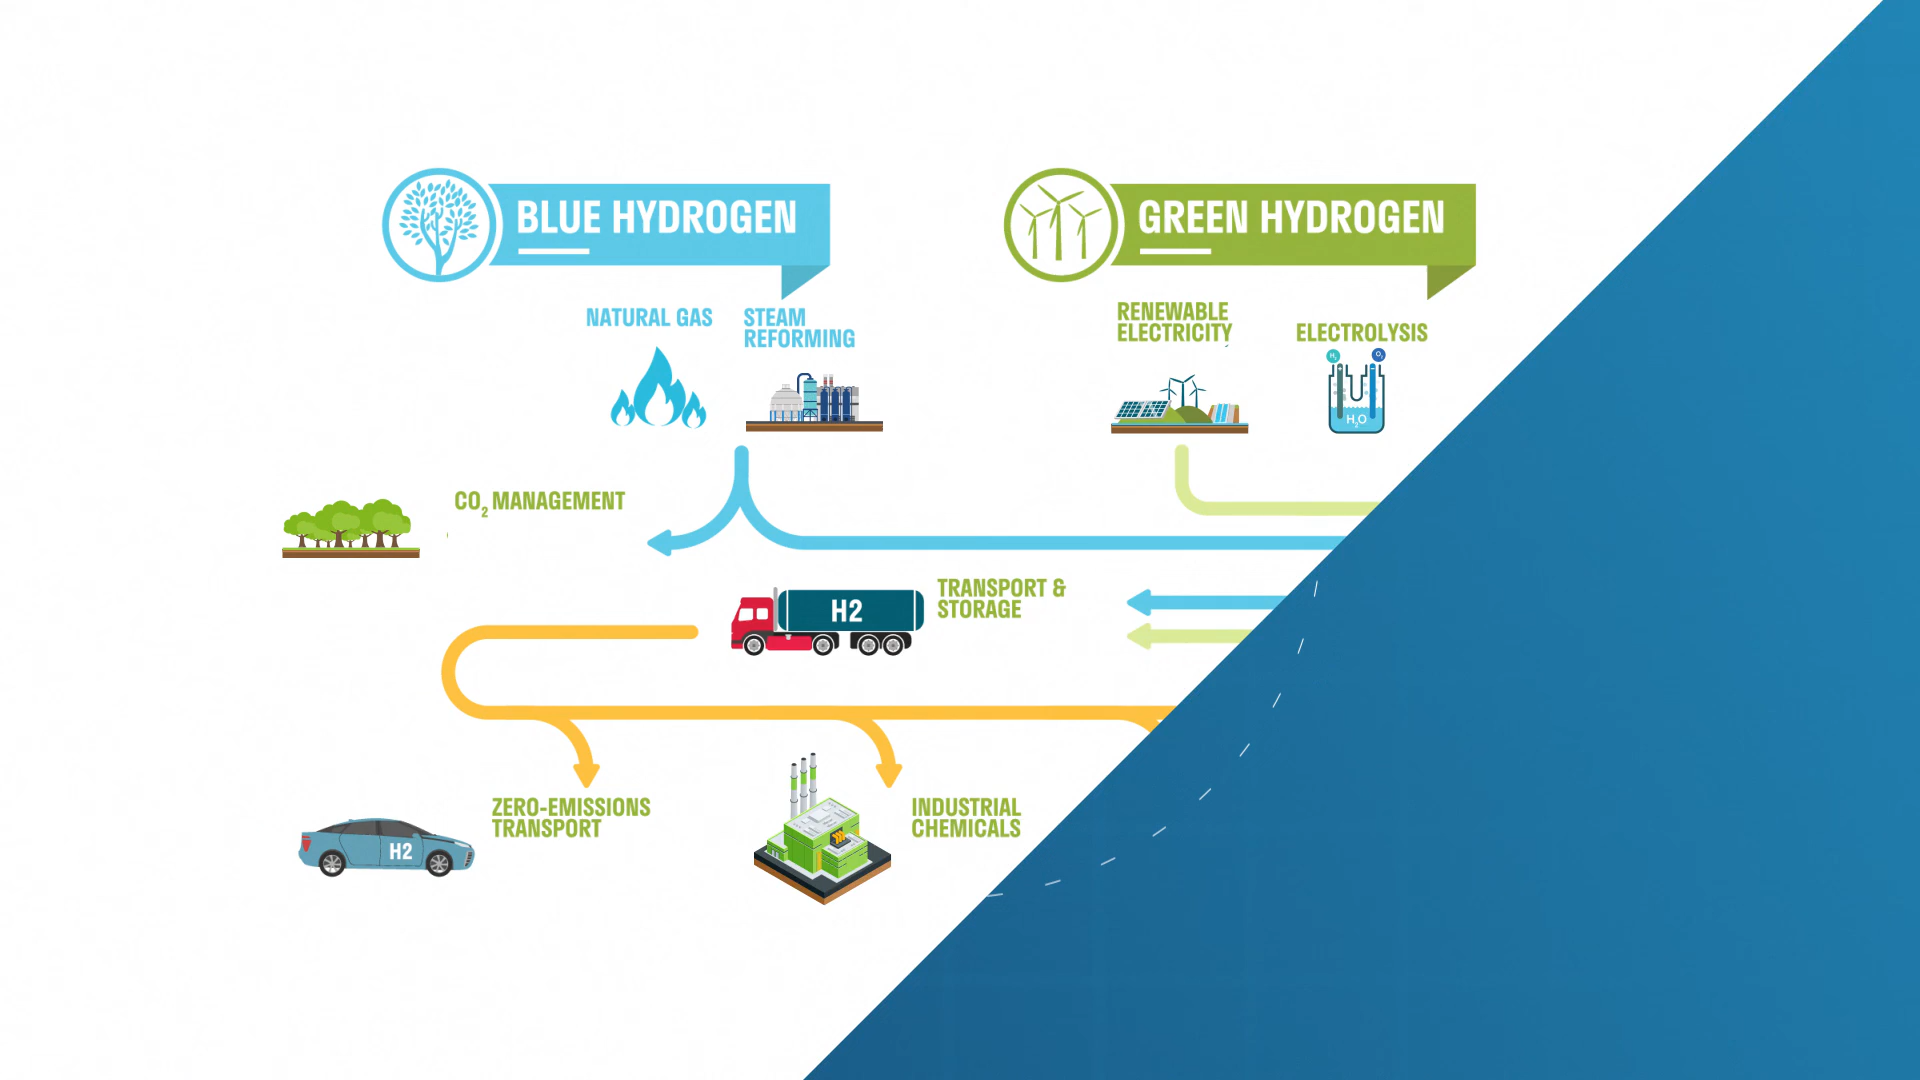 BLUE HYDROGEN
GREEN HYDROGEN
NATURAL GAS
STEAM
REFORMING
RENEWABLE
ELECTRICITY
ELECTROLYSIS
H₂
O₂
H₂O
CO₂ MANAGEMENT
H2
TRANSPORT &
STORAGE
ZERO-EMISSIONS
TRANSPORT
H2
INDUSTRIAL
CHEMICALS